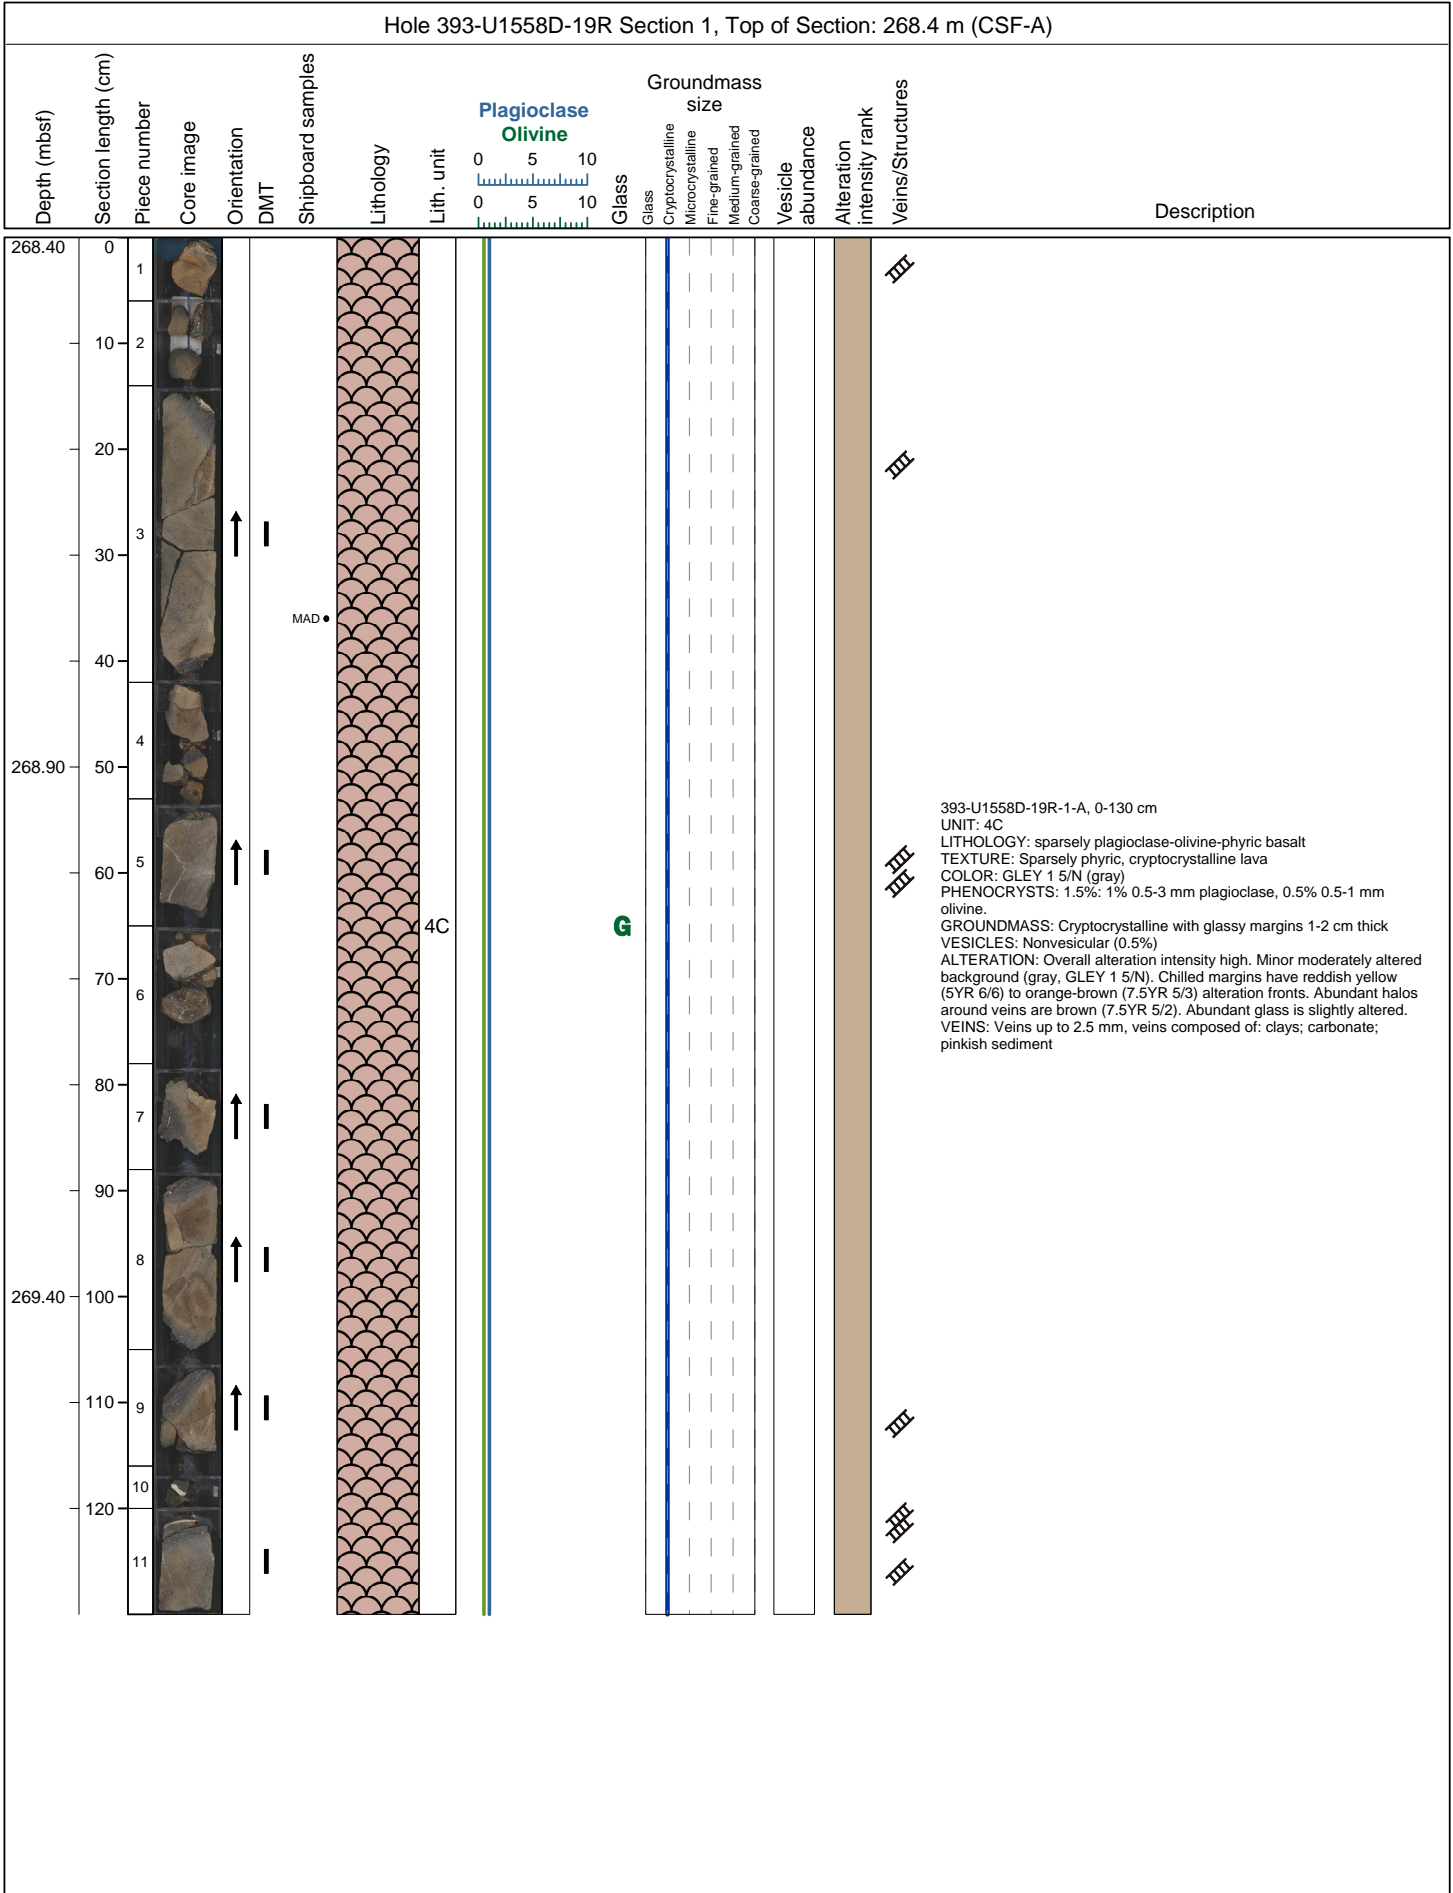 Hole 393-U1558D-19R Section 1, Top of Section: 268.4 m (CSF-A)
Depth (mbsf)
Section length (cm)
Piece number
Core image
Orientation
DMT
Shipboard samples
Lithology
Lith. unit
Plagioclase
Olivine
0 5 10
0 5 10
Glass
Groundmass
size
Glass
Cryptocrystalline
Microcrystalline
Fine-grained
Medium-grained
Coarse-grained
Vesicle
abundance
Alteration
intensity rank
Veins/Structures
Description
268.40
0
1
10
2
20
3
30
MAD
40
4
268.90
50
5
60
4C
G
70
6
80
7
90
8
269.40
100
110
9
10
120
11
393-U1558D-19R-1-A, 0-130 cm
UNIT: 4C
LITHOLOGY: sparsely plagioclase-olivine-phyric basalt
TEXTURE: Sparsely phyric, cryptocrystalline lava
COLOR: GLEY 1 5/N (gray)
PHENOCRYSTS: 1.5%: 1% 0.5-3 mm plagioclase, 0.5% 0.5-1 mm
olivine.
GROUNDMASS: Cryptocrystalline with glassy margins 1-2 cm thick
VESICLES: Nonvesicular (0.5%)
ALTERATION: Overall alteration intensity high. Minor moderately altered
background (gray, GLEY 1 5/N). Chilled margins have reddish yellow
(5YR 6/6) to orange-brown (7.5YR 5/3) alteration fronts. Abundant halos
around veins are brown (7.5YR 5/2). Abundant glass is slightly altered.
VEINS: Veins up to 2.5 mm, veins composed of: clays; carbonate;
pinkish sediment